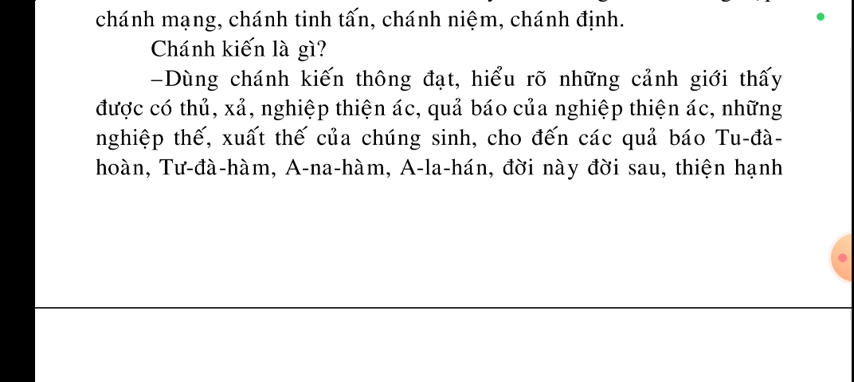 chánh mạng, chánh tinh tấn, chánh niệm, chánh định.
Chánh kiến là gì?
–Dùng chánh kiến thông đạt, hiểu rõ những cảnh giới thấy
được có thủ, xả, nghiệp thiện ác, quả báo của nghiệp thiện ác, những
nghiệp thế, xuất thế của chúng sinh, cho đến các quả báo Tu-đà-
hoàn, Tư-đà-hàm, A-na-hàm, A-la-hán, đời này đời sau, thiện hạnh